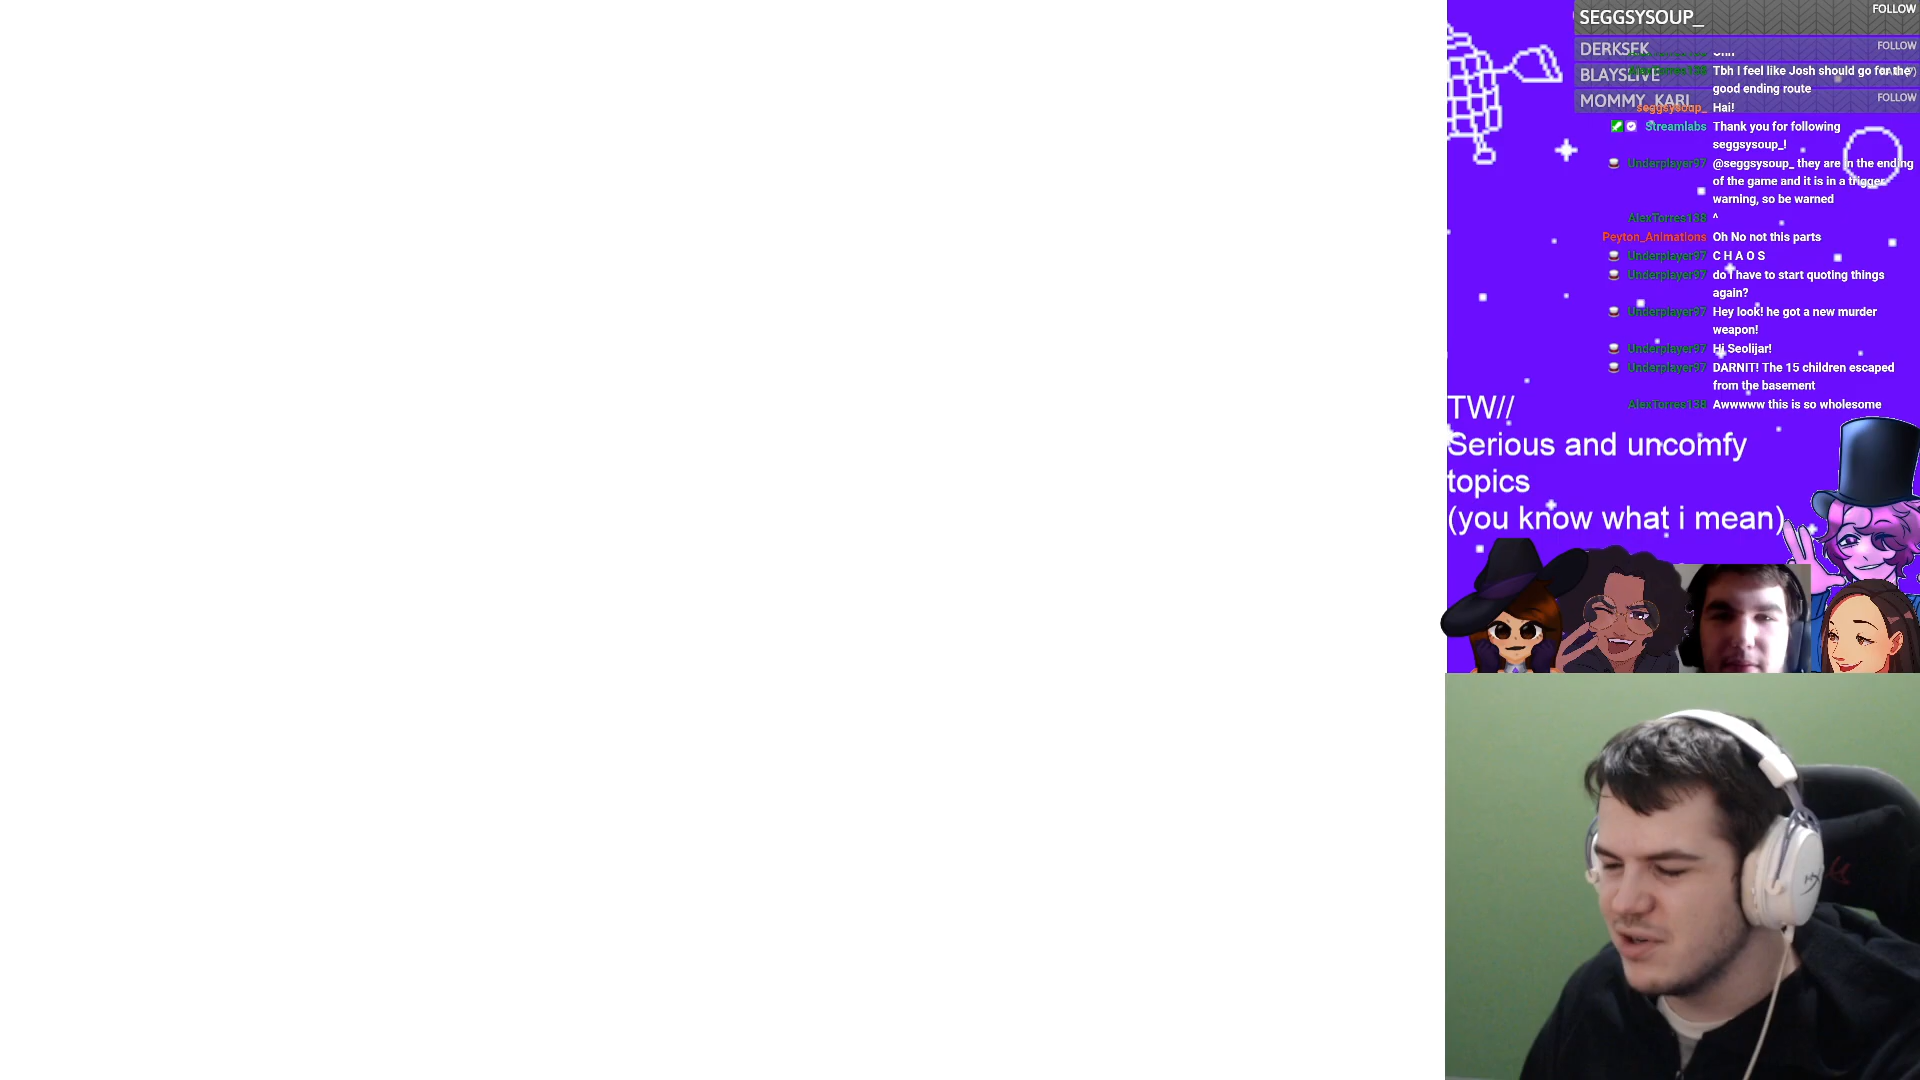 SEGGSYSOUP_ FOLLOW
DERKSEK FOLLOW
BLAYSLIVE
MOMMY_KARI_ FOLLOW
AlexTorres138 Tbh I feel like Josh should go for the
good ending route
seggsysoup_ Hai!
Streamlabs Thank you for following
seggsysoup_!
Underplayer97 @seggsysoup_ they are in the ending
of the game and it is in a trigger
warning, so be warned
AlexTorres138 ^
Peyton_Animations Oh No not this parts
Underplayer97 C H A O S
Underplayer97 do I have to start quoting things
again?
Underplayer97 Hey look! he got a new murder
weapon!
Underplayer97 Hi Seolijar!
Underplayer97 DARNIT! The 15 children escaped
from the basement
AlexTorres138 Awwwww this is so wholesome
TW//
Serious and uncomfy
topics
(you know what i mean)